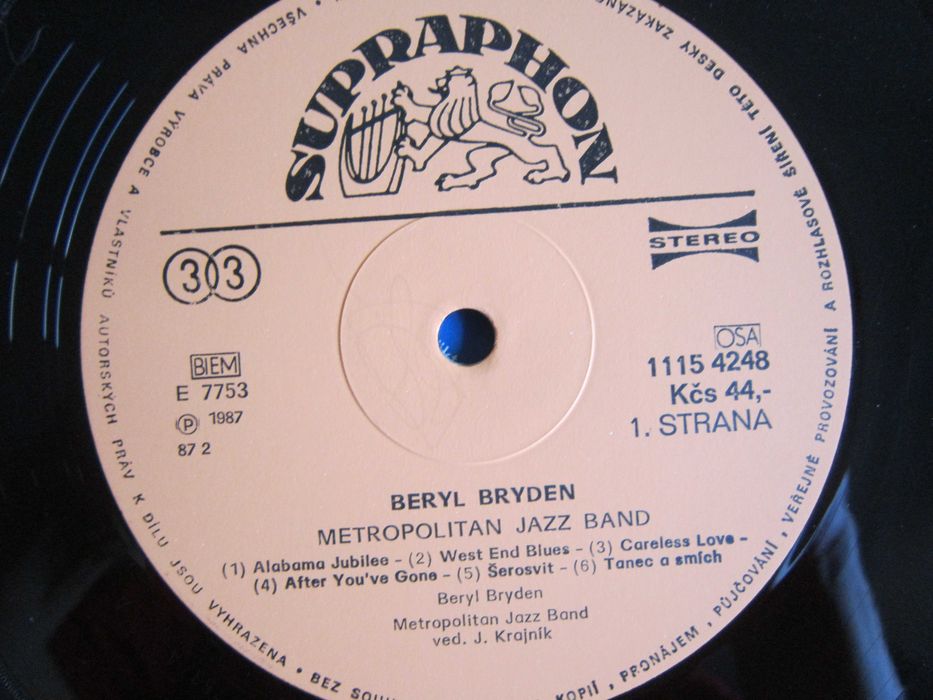 SUPRAPHON
33
STEREO
BIEM
E 7753
Ⓟ 1987
87 2
OSA
1115 4248
Kčs 44,-
1. STRANA
BERYL BRYDEN
METROPOLITAN JAZZ BAND
(1) Alabama Jubilee – (2) West End Blues – (3) Careless Love –
(4) After You've Gone – (5) Šerosvit – (6) Tanec a smích
Beryl Bryden
Metropolitan Jazz Band
ved. J. Krajník
• VŠECHNA PRÁVA VÝROBCE A VLASTNÍKŮ AUTORSKÝCH PRÁV K DÍLU JSOU VYHRAZENA • BEZ
KOPIÍ, PRONÁJEM, PŮJČOVÁNÍ, VEŘEJNÉ PROVOZOVÁNÍ A ROZHLASOVÉ ŠÍŘENÍ TÉTO DESKY